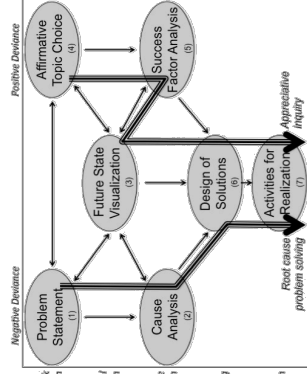 Negative Deviance
Positive Deviance
Problem
Statement
(1)
Affirmative
Topic Choice
(4)
Future State
Visualization
(3)
Cause
Analysis
(2)
Success
Factor Analysis
(5)
Design of
Solutions
(6)
Activities for
Realization
(7)
Root cause
problem solving
Appreciative
inquiry